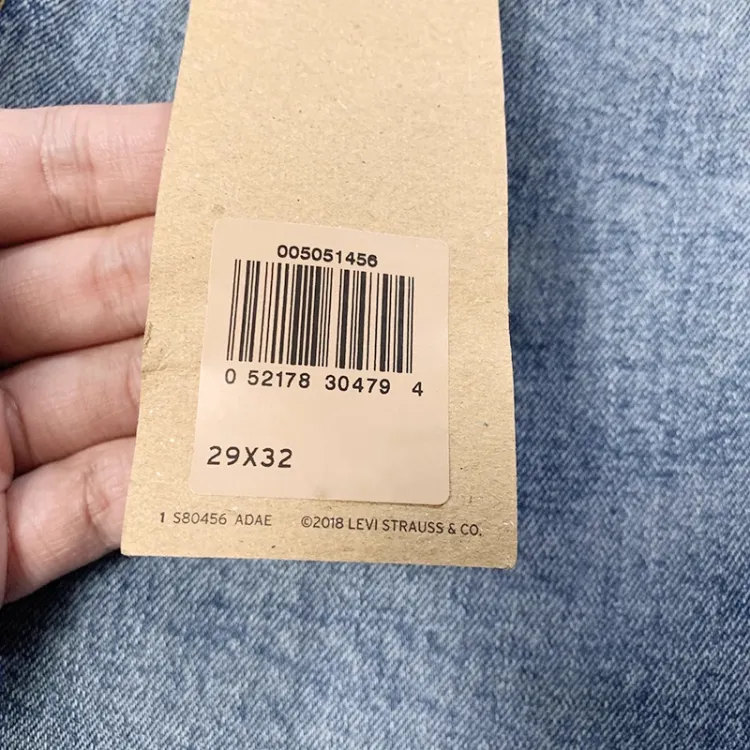 005051456
0 52178 30479 4
29X32
1 S80456 ADAE ©2018 LEVI STRAUSS & CO.